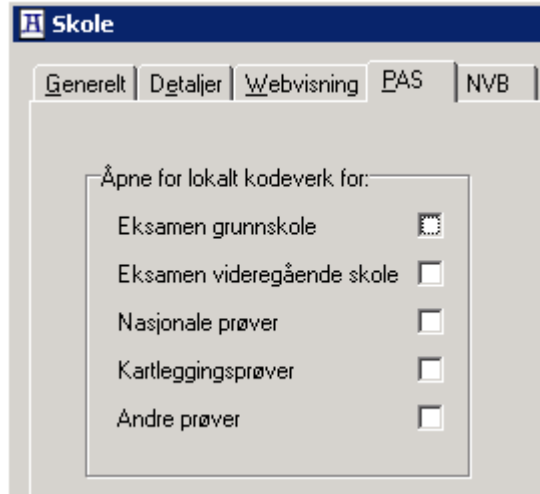 H Skole
Generelt Detaljer Webvisning PAS NVB
Åpne for lokalt kodeverk for:
Eksamen grunnskole
Eksamen videregående skole
Nasjonale prøver
Kartleggingsprøver
Andre prøver